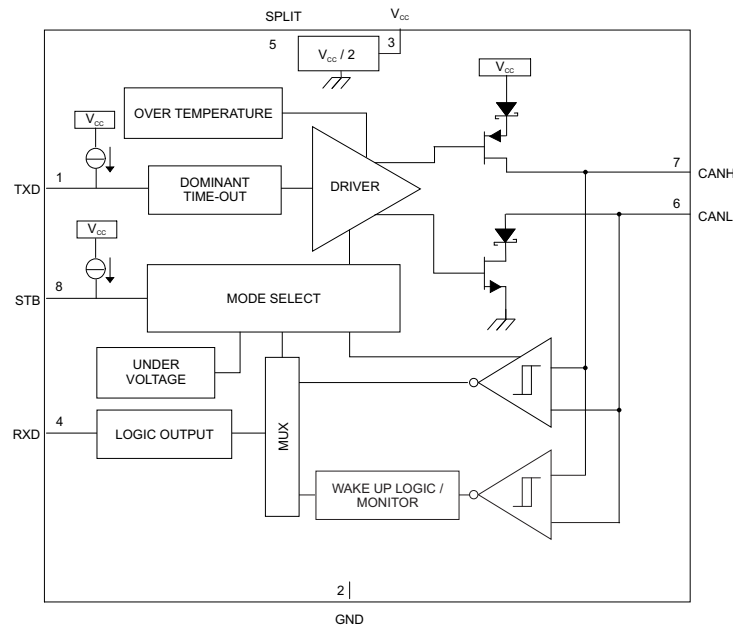 SPLIT
VCC
5
3
VCC / 2
VCC
OVER TEMPERATURE
VCC
1
TXD
DOMINANT
TIME-OUT
DRIVER
7
CANH
6
CANL
VCC
8
STB
MODE SELECT
UNDER
VOLTAGE
4
RXD
LOGIC OUTPUT
MUX
WAKE UP LOGIC /
MONITOR
2
GND